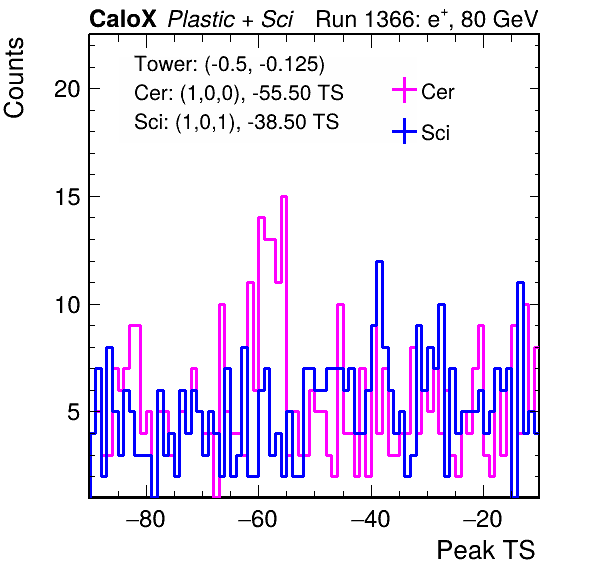 CaloX Plastic + Sci Run 1366: e+, 80 GeV
Counts
Tower: (-0.5, -0.125)
Cer: (1,0,0), -55.50 TS
Sci: (1,0,1), -38.50 TS
Cer
Sci
20
15
10
5
−80 −60 −40 −20
Peak TS